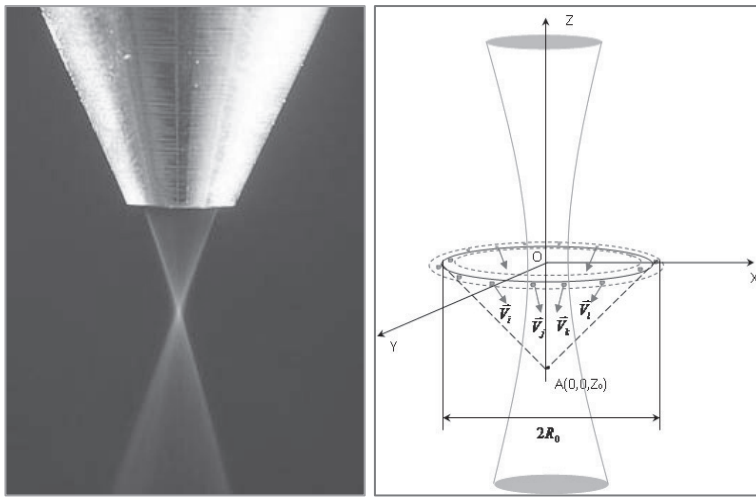 Z
O
X
V⃗i V⃗j V⃗k V⃗l
Y
A(0,0,Z₀)
2R₀